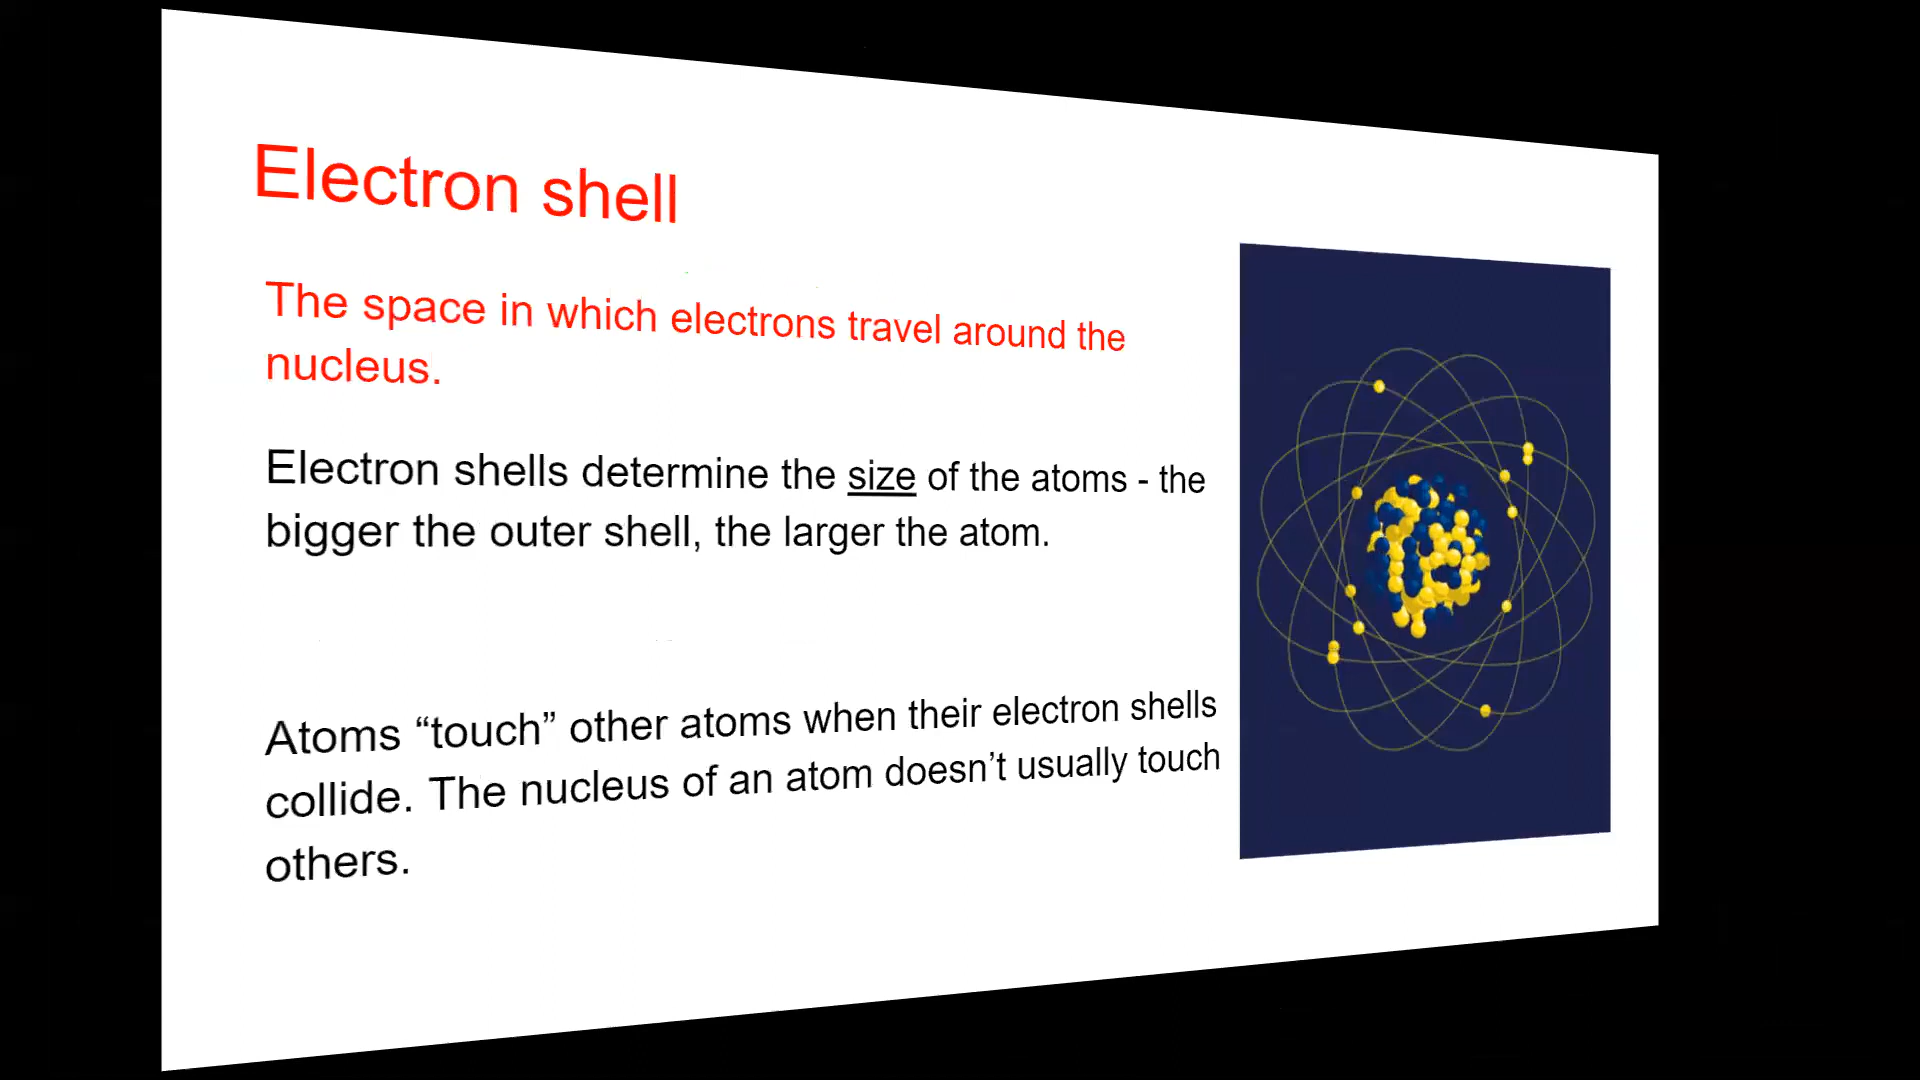 Electron shell
The space in which electrons travel around the
nucleus.
Electron shells determine the size of the atoms - the
bigger the outer shell, the larger the atom.
Atoms “touch” other atoms when their electron shells
collide. The nucleus of an atom doesn’t usually touch
others.